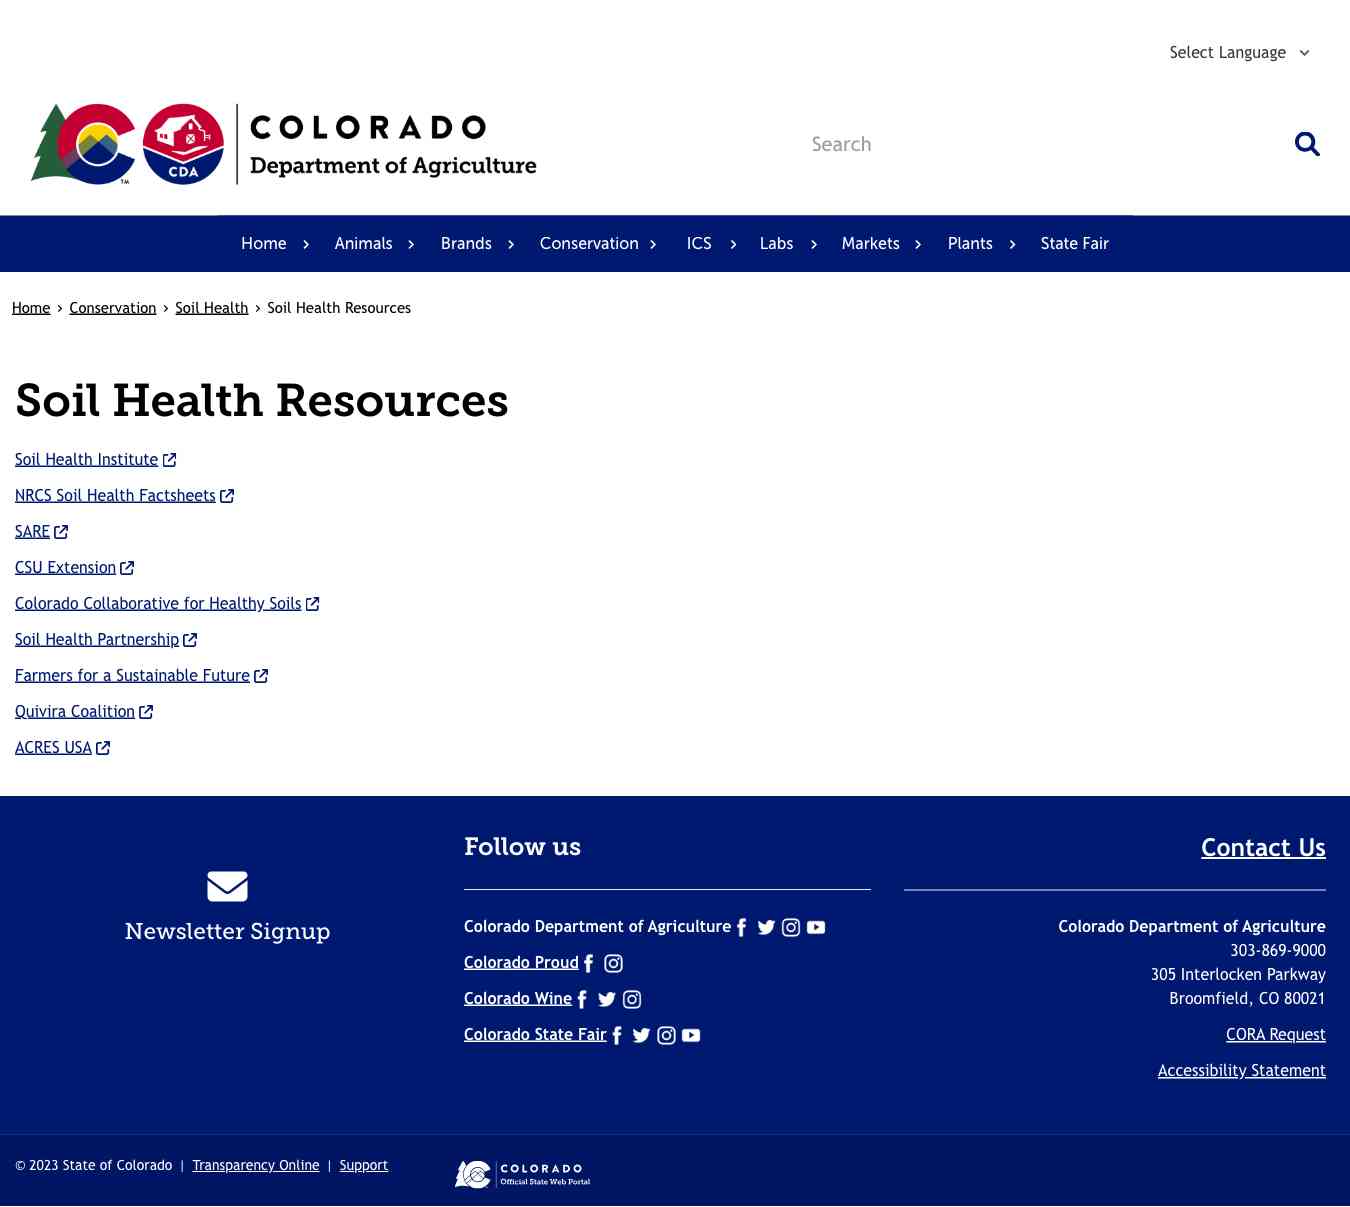 Select Language
COLORADO
Department of Agriculture
CDA
TM
Search
Home Animals Brands Conservation ICS Labs Markets Plants State Fair
Home › Conservation › Soil Health › Soil Health Resources
Soil Health Resources
Soil Health Institute
NRCS Soil Health Factsheets
SARE
CSU Extension
Colorado Collaborative for Healthy Soils
Soil Health Partnership
Farmers for a Sustainable Future
Quivira Coalition
ACRES USA
Newsletter Signup
Follow us
Colorado Department of Agriculture
Colorado Proud
Colorado Wine
Colorado State Fair
Contact Us
Colorado Department of Agriculture
303-869-9000
305 Interlocken Parkway
Broomfield, CO 80021
CORA Request
Accessibility Statement
© 2023 State of Colorado | Transparency Online | Support
COLORADO
Official State Web Portal